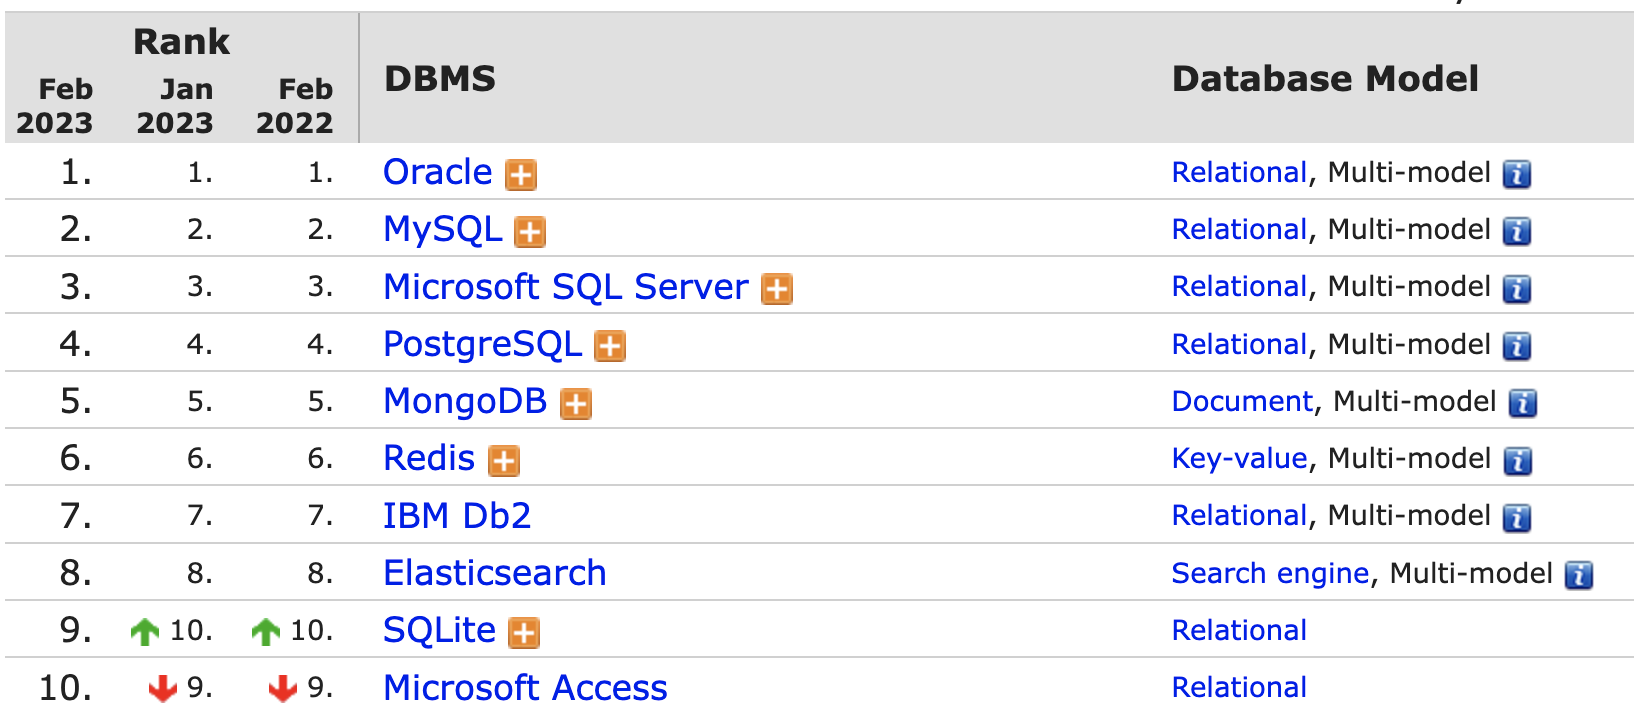 Rank
Feb 2023 Jan 2023 Feb 2022 DBMS Database Model
1. 1. 1. Oracle Relational, Multi-model
2. 2. 2. MySQL Relational, Multi-model
3. 3. 3. Microsoft SQL Server Relational, Multi-model
4. 4. 4. PostgreSQL Relational, Multi-model
5. 5. 5. MongoDB Document, Multi-model
6. 6. 6. Redis Key-value, Multi-model
7. 7. 7. IBM Db2 Relational, Multi-model
8. 8. 8. Elasticsearch Search engine, Multi-model
9. 10. 10. SQLite Relational
10. 9. 9. Microsoft Access Relational